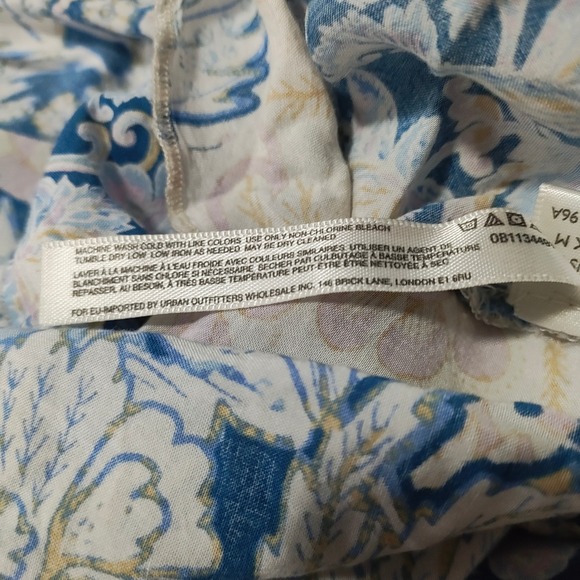 MACHINE WASH COLD WITH LIKE COLORS USE ONLY NON-CHLORINE BLEACH
TUMBLE DRY LOW LOW IRON AS NEEDED MAY BE DRY CLEANED
LAVER À LA MACHINE À L'EAU FROIDE AVEC COULEURS SIMILAIRES. UTILISER UN AGENT DE
BLANCHIMENT SANS CLORE SI NÉCESSAIRE. SÉCHER PAR CULBUTAGE À BASSE TEMPÉRATURE
REPASSER, AU BESOIN, À TRÈS BASSE TEMPÉRATURE PEUT-ÊTRE ÊTRE NETTOYÉE À SEC
FOR EU-IMPORTED BY URBAN OUTFITTERS WHOLESALE INC. 146 BRICK LANE, LONDON E1 6RU
96A